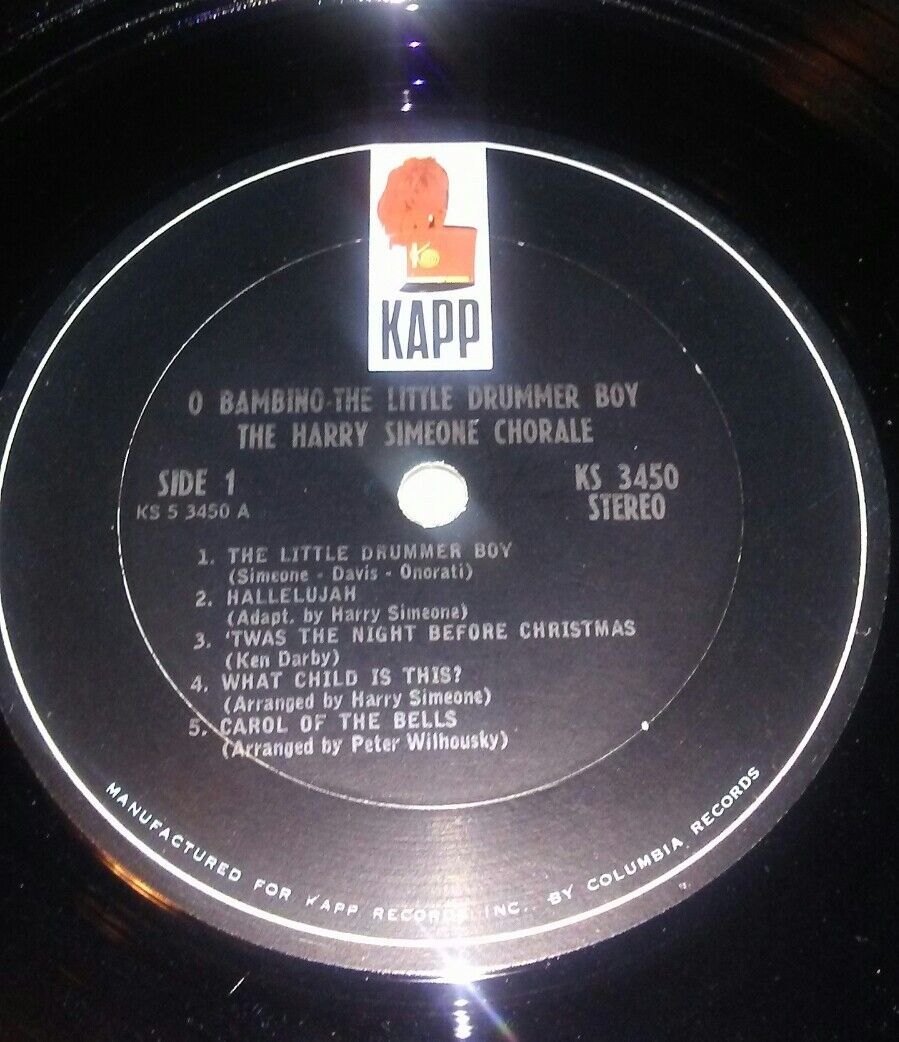 K
KAPP
O BAMBINO-THE LITTLE DRUMMER BOY
THE HARRY SIMEONE CHORALE
SIDE 1
KS 5 3450 A
KS 3450
STEREO
1. THE LITTLE DRUMMER BOY
(Simeone - Davis - Onorati)
2. HALLELUJAH
(Adapt. by Harry Simeone)
3. 'TWAS THE NIGHT BEFORE CHRISTMAS
(Ken Darby)
4. WHAT CHILD IS THIS?
(Arranged by Harry Simeone)
5. CAROL OF THE BELLS
(Arranged by Peter Wilhousky)
MANUFACTURED FOR KAPP RECORDS, INC., BY COLUMBIA RECORDS